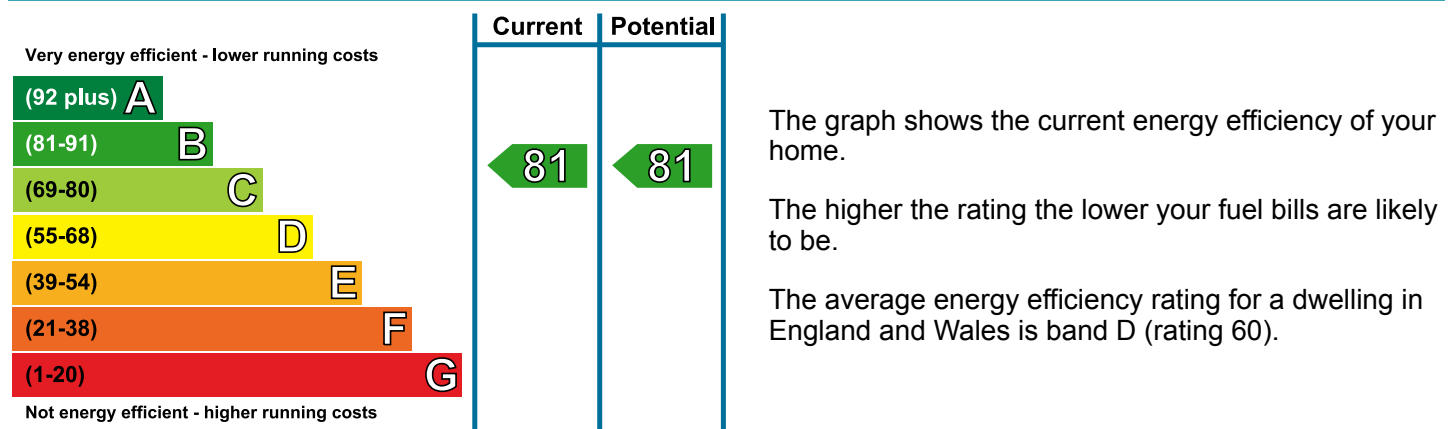 Current Potential
Very energy efficient - lower running costs
(92 plus) A
(81-91) B
(69-80) C
(55-68) D
(39-54) E
(21-38) F
(1-20) G
Not energy efficient - higher running costs
81 81
The graph shows the current energy efficiency of your
home.
The higher the rating the lower your fuel bills are likely
to be.
The average energy efficiency rating for a dwelling in
England and Wales is band D (rating 60).